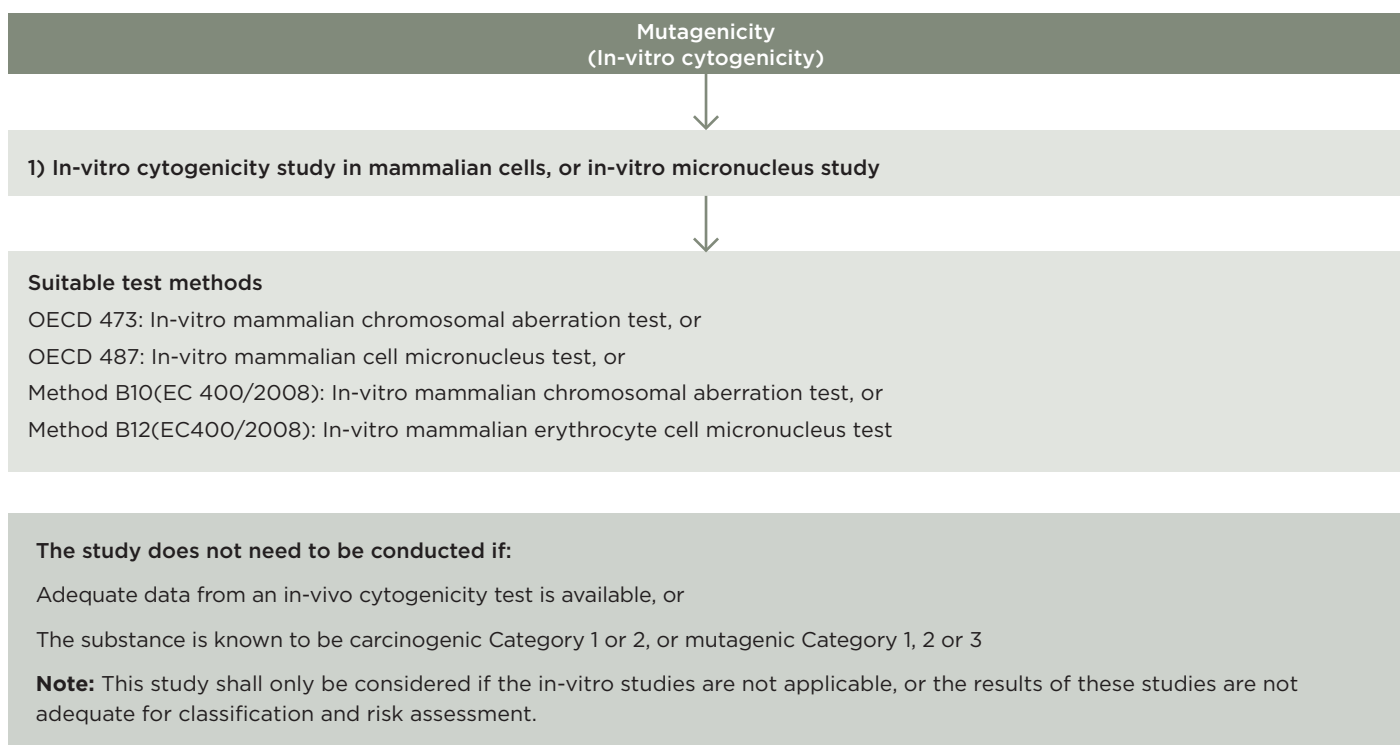 Mutagenicity
(In-vitro cytogenicity)
1) In-vitro cytogenicity study in mammalian cells, or in-vitro micronucleus study
Suitable test methods
OECD 473: In-vitro mammalian chromosomal aberration test, or
OECD 487: In-vitro mammalian cell micronucleus test, or
Method B10(EC 400/2008): In-vitro mammalian chromosomal aberration test, or
Method B12(EC400/2008): In-vitro mammalian erythrocyte cell micronucleus test
The study does not need to be conducted if:
Adequate data from an in-vivo cytogenicity test is available, or
The substance is known to be carcinogenic Category 1 or 2, or mutagenic Category 1, 2 or 3
Note: This study shall only be considered if the in-vitro studies are not applicable, or the results of these studies are not
adequate for classification and risk assessment.